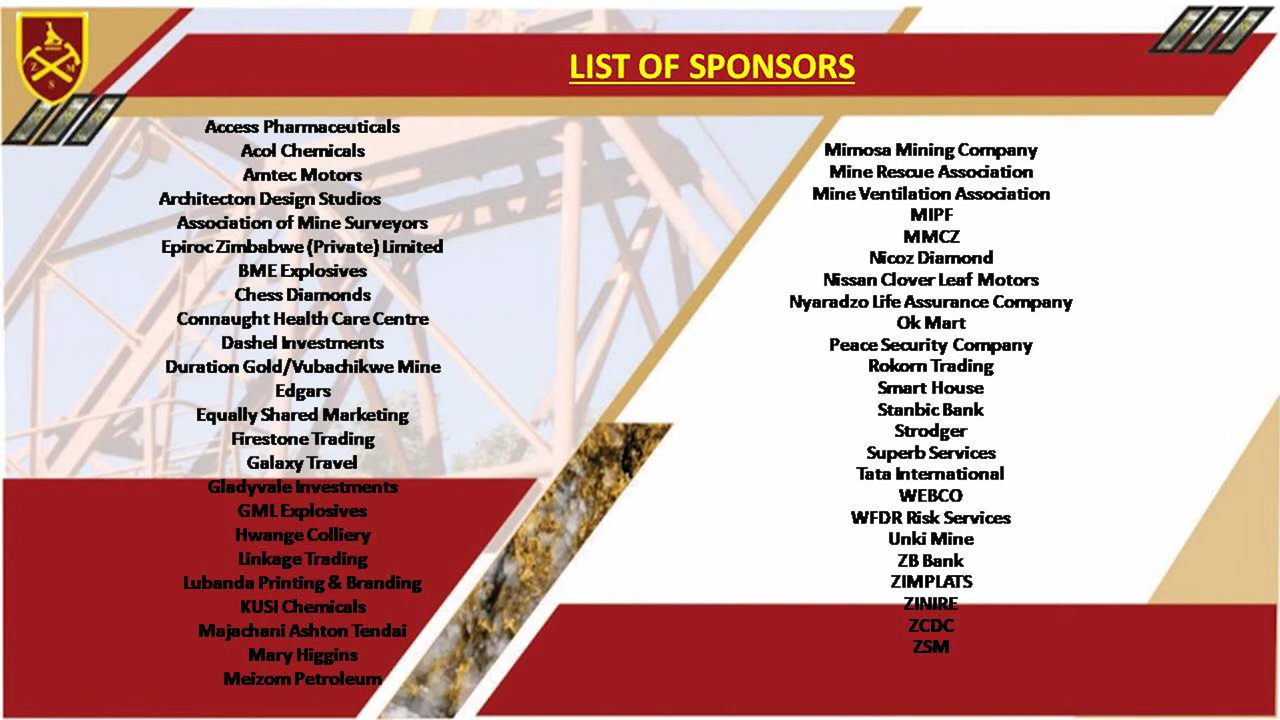 Z M
S
LIST OF SPONSORS
Access Pharmaceuticals
Acol Chemicals
Amtec Motors
Architecton Design Studios
Association of Mine Surveyors
Epiroc Zimbabwe (Private) Limited
BME Explosives
Chess Diamonds
Connaught Health Care Centre
Dashel Investments
Duration Gold/Vubachikwe Mine
Edgars
Equally Shared Marketing
Firestone Trading
Galaxy Travel
Gladyvale Investments
GML Explosives
Hwange Colliery
Linkage Trading
Lubanda Printing & Branding
KUSI Chemicals
Majachani Ashton Tendai
Mary Higgins
Meizom Petroleum
Mimosa Mining Company
Mine Rescue Association
Mine Ventilation Association
MIPF
MMCZ
Nicoz Diamond
Nissan Clover Leaf Motors
Nyaradzo Life Assurance Company
Ok Mart
Peace Security Company
Rokom Trading
Smart House
Stanbic Bank
Strodger
Superb Services
Tata International
WEBCO
WFDR Risk Services
Unki Mine
ZB Bank
ZIMPLATS
ZINIRE
ZCDC
ZSM